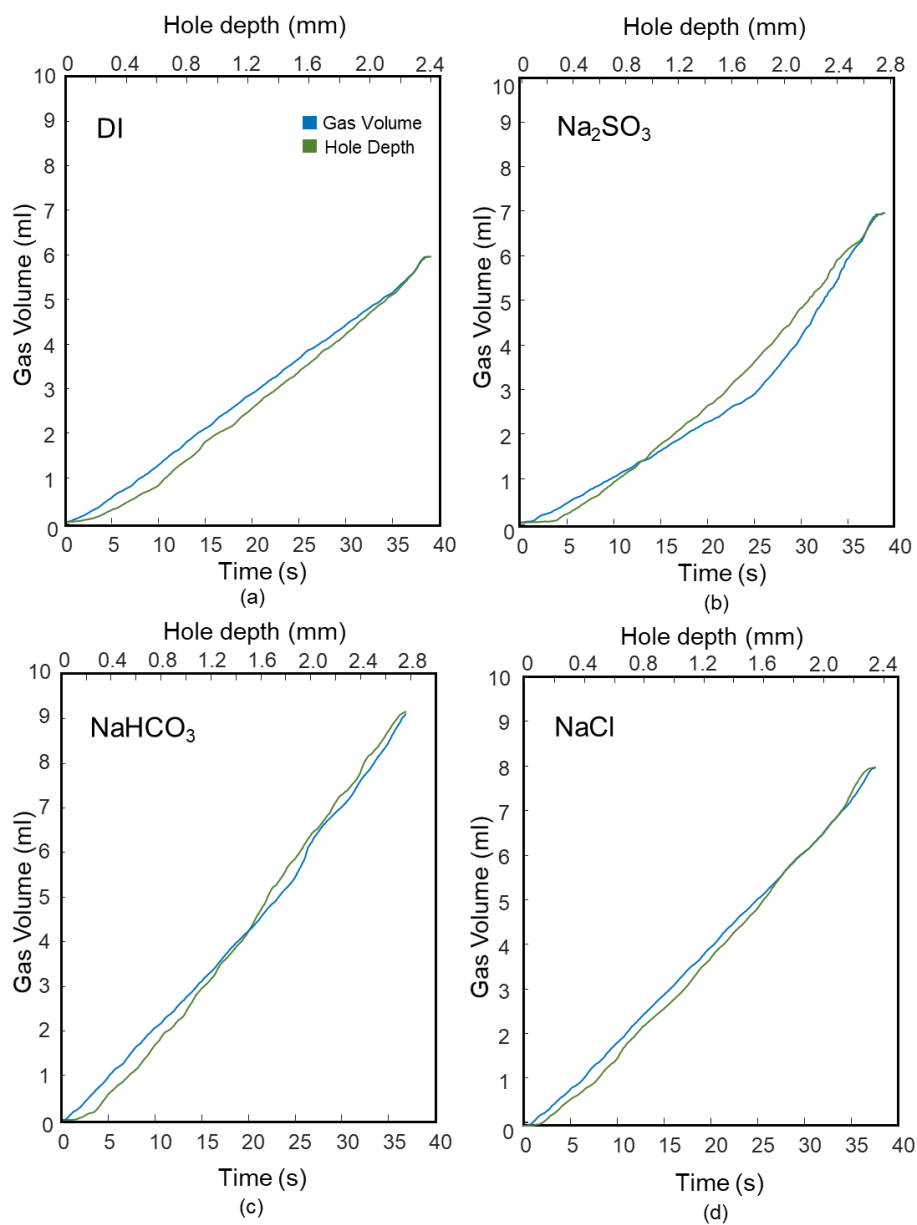 Hole depth (mm)
0 0.4 0.8 1.2 1.6 2.0 2.4
10
9
8
7
6
5
4
3
2
1
0
Gas Volume (ml)
DI
Gas Volume
Hole Depth
0 5 10 15 20 25 30 35 40
Time (s)
(a)
Hole depth (mm)
0 0.4 0.8 1.2 1.6 2.0 2.4 2.8
10
9
8
7
6
5
4
3
2
1
0
Gas Volume (ml)
Na₂SO₃
0 5 10 15 20 25 30 35 40
Time (s)
(b)
Hole depth (mm)
0 0.4 0.8 1.2 1.6 2.0 2.4 2.8
10
9
8
7
6
5
4
3
2
1
0
Gas Volume (ml)
NaHCO₃
0 5 10 15 20 25 30 35 40
Time (s)
(c)
Hole depth (mm)
0 0.4 0.8 1.2 1.6 2.0 2.4
10
9
8
7
6
5
4
3
2
1
0
Gas Volume (ml)
NaCl
0 5 10 15 20 25 30 35 40
Time (s)
(d)